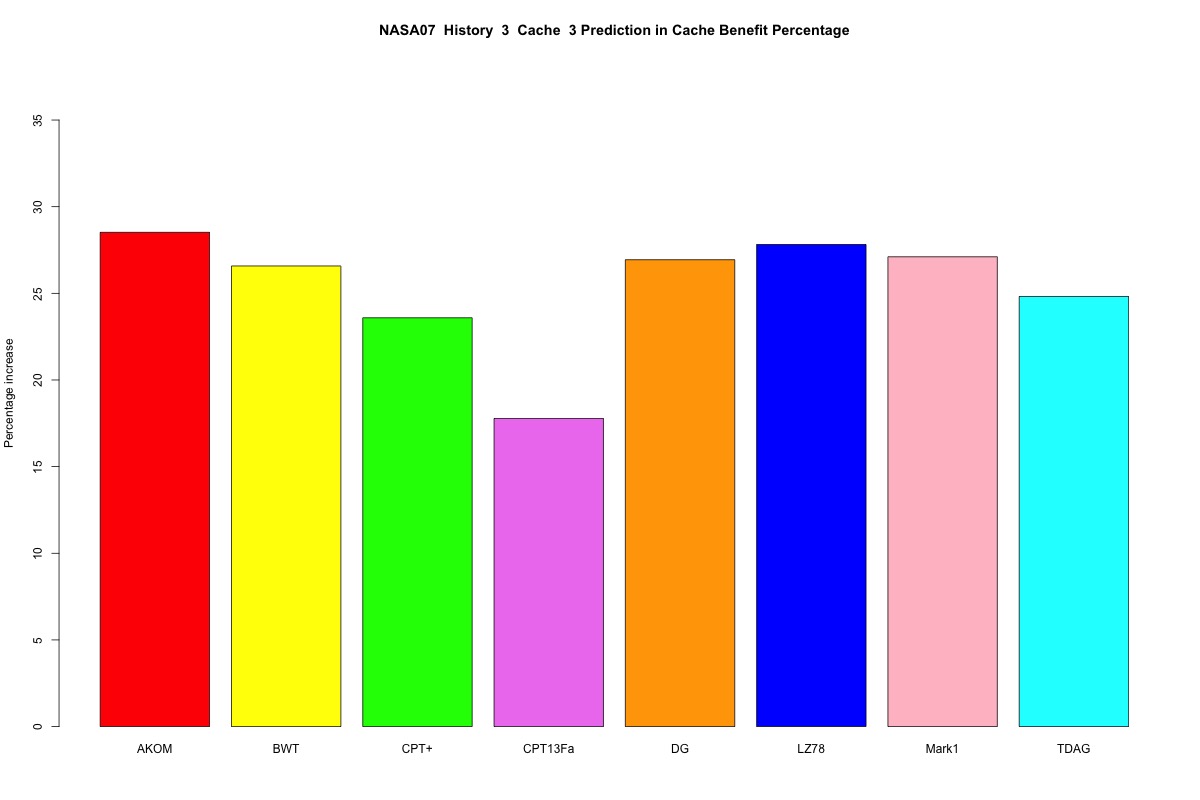 NASA07  History  3  Cache  3 Prediction in Cache Benefit Percentage
Percentage increase
35
30
25
20
15
10
5
0
AKOM BWT CPT+ CPT13Fa DG LZ78 Mark1 TDAG